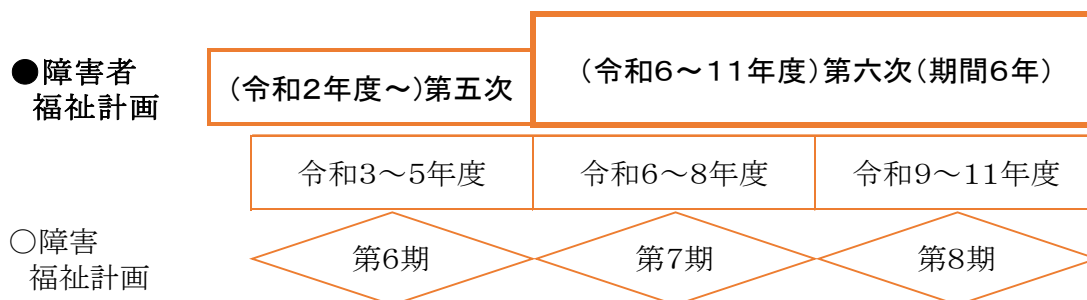 ●障害者
福祉計画
(令和2年度～)第五次
(令和6～11年度)第六次(期間6年)
令和3～5年度
令和6～8年度
令和9～11年度
○障害
福祉計画
第6期
第7期
第8期